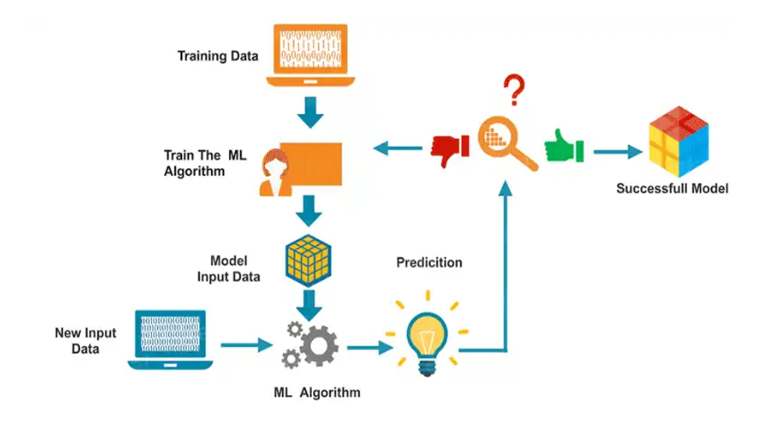 Training Data
?
Train The ML
Algorithm
Successfull Model
Model
Input Data
Predicition
New Input
Data
ML Algorithm